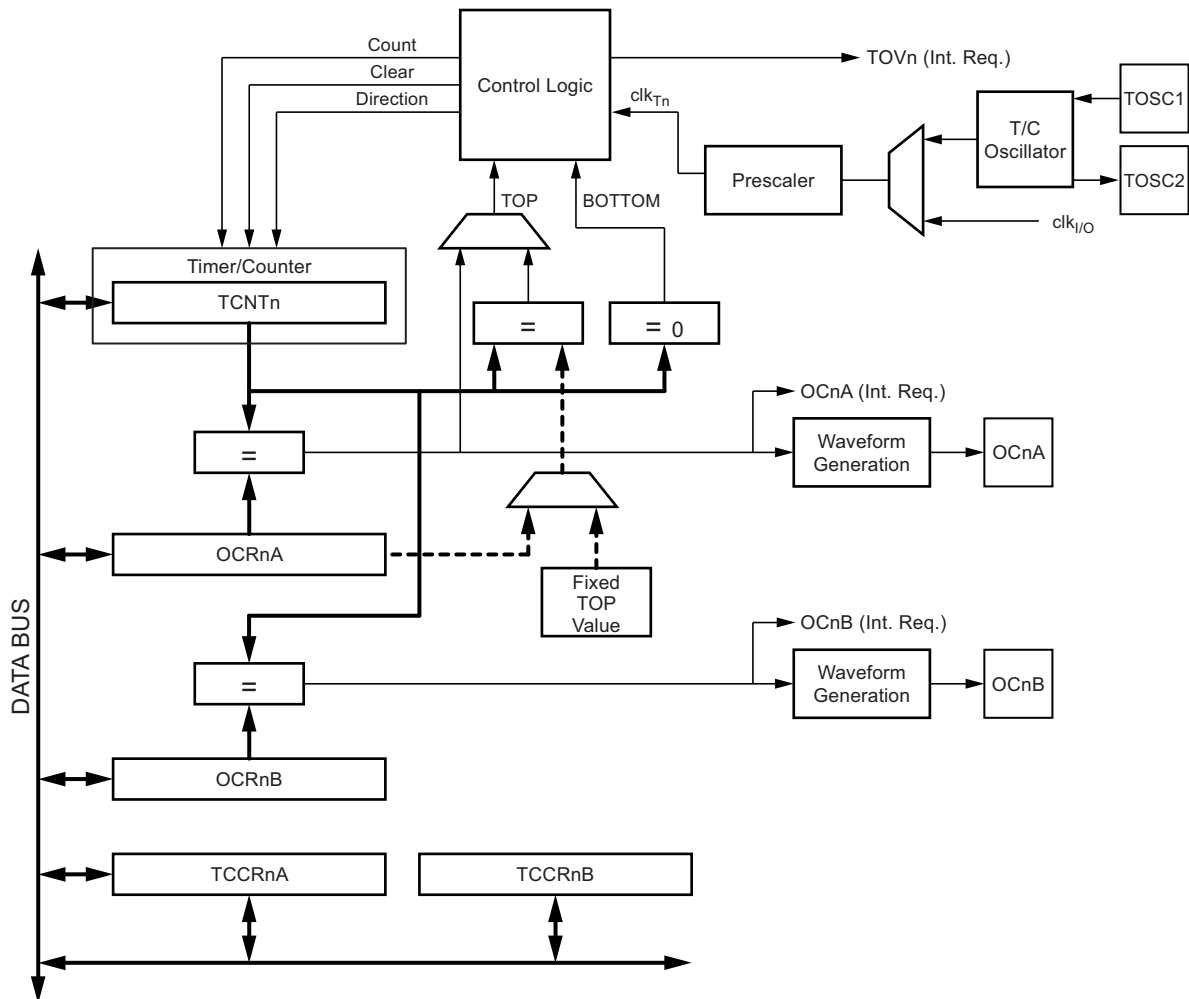 Count
Clear
Direction
Control Logic
TOVn (Int. Req.)
clkTn
TOSC1
T/C
Oscillator
TOSC2
Prescaler
clkI/O
TOP
BOTTOM
Timer/Counter
TCNTn
=
= 0
OCnA (Int. Req.)
=
Waveform
Generation
OCnA
OCRnA
Fixed
TOP
Value
DATA BUS
OCnB (Int. Req.)
=
Waveform
Generation
OCnB
OCRnB
TCCRnA
TCCRnB